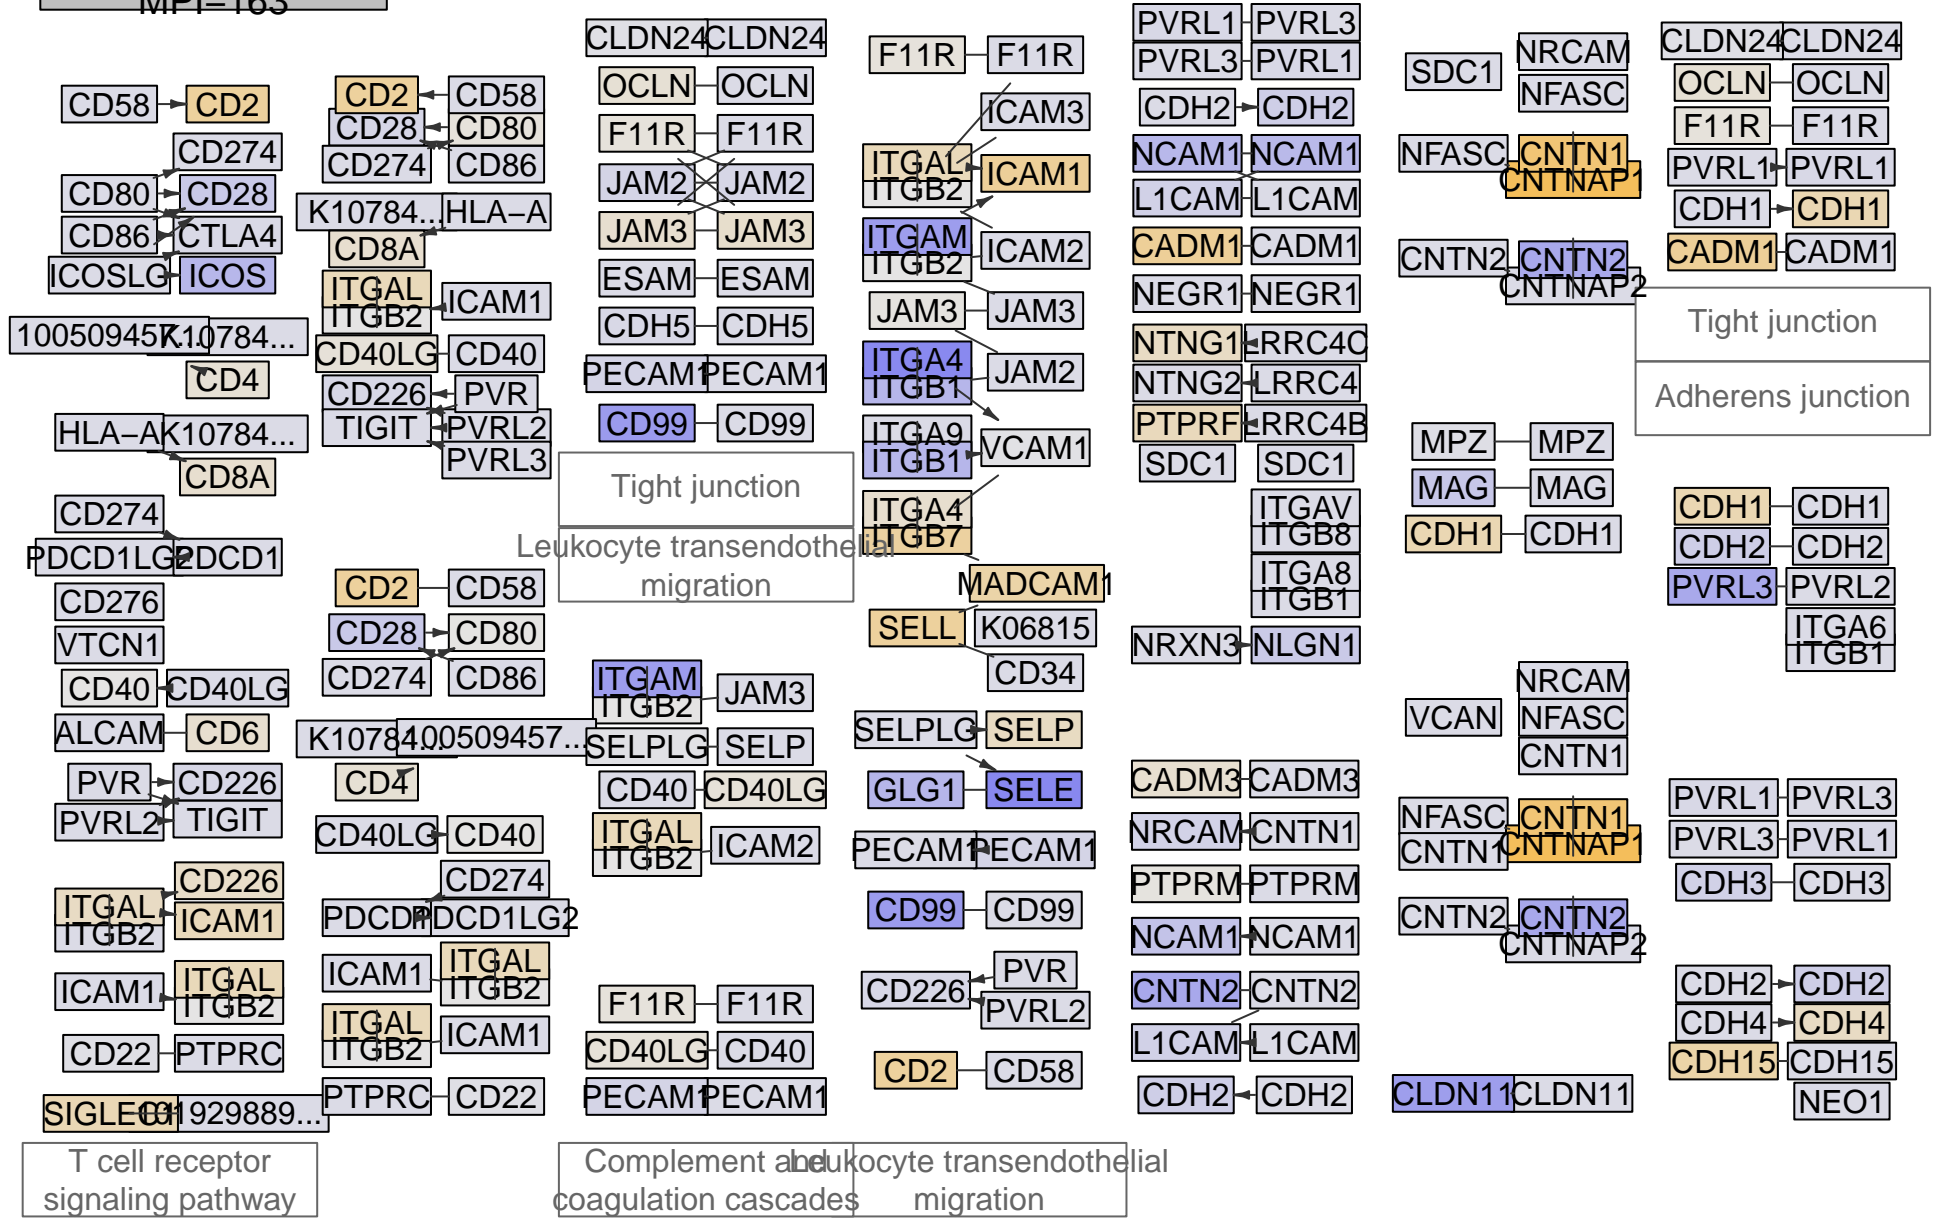 MPI−163
CD58
CD2
CD274
CD80
CD28
CD86
CTLA4
ICOSLG
ICOS
100509457...
K10784...
CD4
HLA−A
K10784...
CD8A
CD274
PDCD1LG2
PDCD1
CD276
VTCN1
CD40
CD40LG
ALCAM
CD6
PVR
CD226
PVRL2
TIGIT
CD226
ITGAL
ITGB2
ICAM1
ICAM1
ITGAL
ITGB2
CD22
PTPRC
101929889...
T cell receptor
signaling pathway
CD2
CD58
CD28
CD80
CD274
CD86
K10784...
HLA−A
CD8A
ITGAL
ITGB2
ICAM1
CD40LG
CD40
CD226
PVR
TIGIT
PVRL2
PVRL3
CD2
CD58
CD28
CD80
CD274
CD86
K10784...
100509457...
CD4
CD40LG
CD40
CD274
PDCD1
PDCD1LG2
ICAM1
ITGAL
ITGB2
ITGAL
ITGB2
ICAM1
PTPRC
CD22
CLDN24
CLDN24
OCLN
OCLN
F11R
F11R
JAM2
JAM2
JAM3
JAM3
ESAM
ESAM
CDH5
CDH5
PECAM1
PECAM1
CD99
CD99
Tight junction
Leukocyte transendothelial
migration
ITGAM
ITGB2
JAM3
SELPLG
SELP
CD40
CD40LG
ITGAL
ITGB2
ICAM2
F11R
F11R
CD40LG
CD40
PECAM1
PECAM1
Complement and
coagulation cascades
F11R
F11R
ICAM3
ITGAL
ITGB2
ICAM1
ITGAM
ITGB2
ICAM2
JAM3
JAM3
ITGA4
ITGB1
JAM2
ITGA9
ITGB1
VCAM1
ITGA4
ITGB7
MADCAM1
SELL
K06815
CD34
SELPLG
SELP
GLG1
SELE
PECAM1
PECAM1
CD99
CD99
CD226
PVR
PVRL2
CD2
CD58
Leukocyte transendothelial
migration
PVRL1
PVRL3
PVRL3
PVRL1
CDH2
CDH2
NCAM1
NCAM1
L1CAM
L1CAM
CADM1
CADM1
NEGR1
NEGR1
NTNG1
LRRC4C
NTNG2
LRRC4
PTPRF
LRRC4B
SDC1
SDC1
ITGAV
ITGB8
ITGA8
ITGB1
NRXN3
NLGN1
CADM3
CADM3
NRCAM
CNTN1
PTPRM
PTPRM
NCAM1
NCAM1
CNTN2
CNTN2
L1CAM
L1CAM
CDH2
CDH2
SDC1
NRCAM
NFASC
NFASC
CNTN1
CNTNAP1
CNTN2
CNTN2
CNTNAP2
MPZ
MPZ
MAG
MAG
CDH1
CDH1
VCAN
NRCAM
NFASC
CNTN1
NFASC
CNTN1
CNTN1
CNTNAP1
CNTN2
CNTN2
CNTNAP2
CLDN11
CLDN11
CLDN24
CLDN24
OCLN
OCLN
F11R
F11R
PVRL1
PVRL1
CDH1
CDH1
CADM1
CADM1
Tight junction
Adherens junction
CDH1
CDH1
CDH2
CDH2
PVRL3
PVRL2
ITGA6
ITGB1
PVRL1
PVRL3
PVRL3
PVRL1
CDH3
CDH3
CDH2
CDH2
CDH4
CDH4
CDH15
CDH15
NEO1